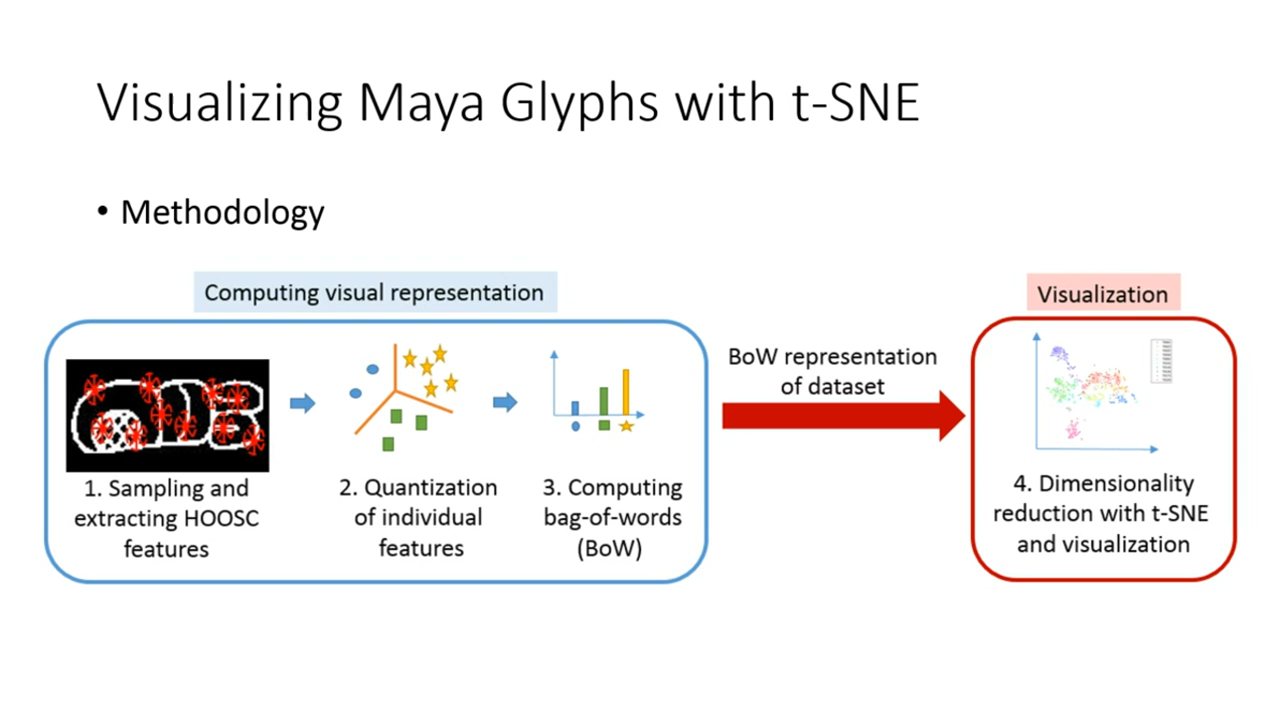 Visualizing Maya Glyphs with t-SNE
• Methodology
Computing visual representation
1. Sampling and
extracting HOOSC
features
2. Quantization
of individual
features
3. Computing
bag-of-words
(BoW)
BoW representation
of dataset
Visualization
4. Dimensionality
reduction with t-SNE
and visualization